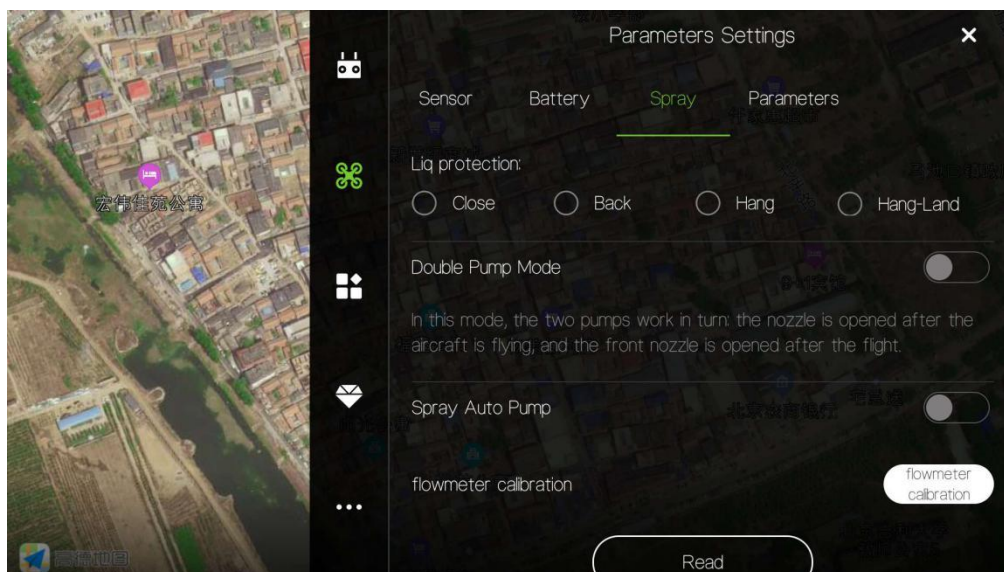 Parameters Settings
Sensor Battery Spray Parameters
Liq protection:
Close Back Hang Hang-Land
Double Pump Mode
In this mode, the two pumps work in turn: the nozzle is opened after the
aircraft is flying, and the front nozzle is opened after the flight.
Spray Auto Pump
flowmeter calibration
flowmeter
calibration
Read
宏伟佳苑公寓
高德地图